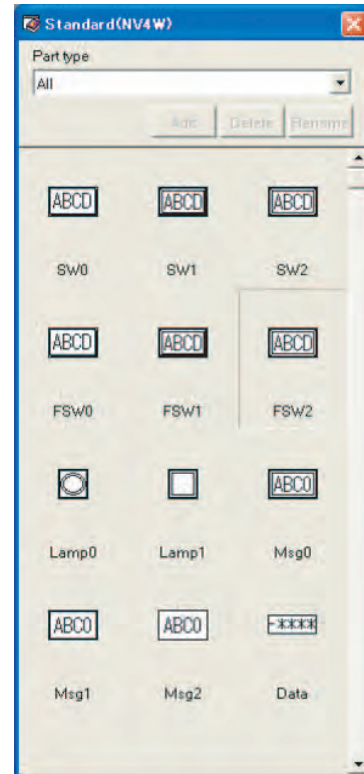 Standard(NV4W)
Part type
All
Add Delete Rename
ABCD ABCD ABCD
SW0 SW1 SW2
ABCD ABCD ABCD
FSW0 FSW1 FSW2
ABC0
Lamp0 Lamp1 Msg0
ABC0 ABC0 -****
Msg1 Msg2 Data